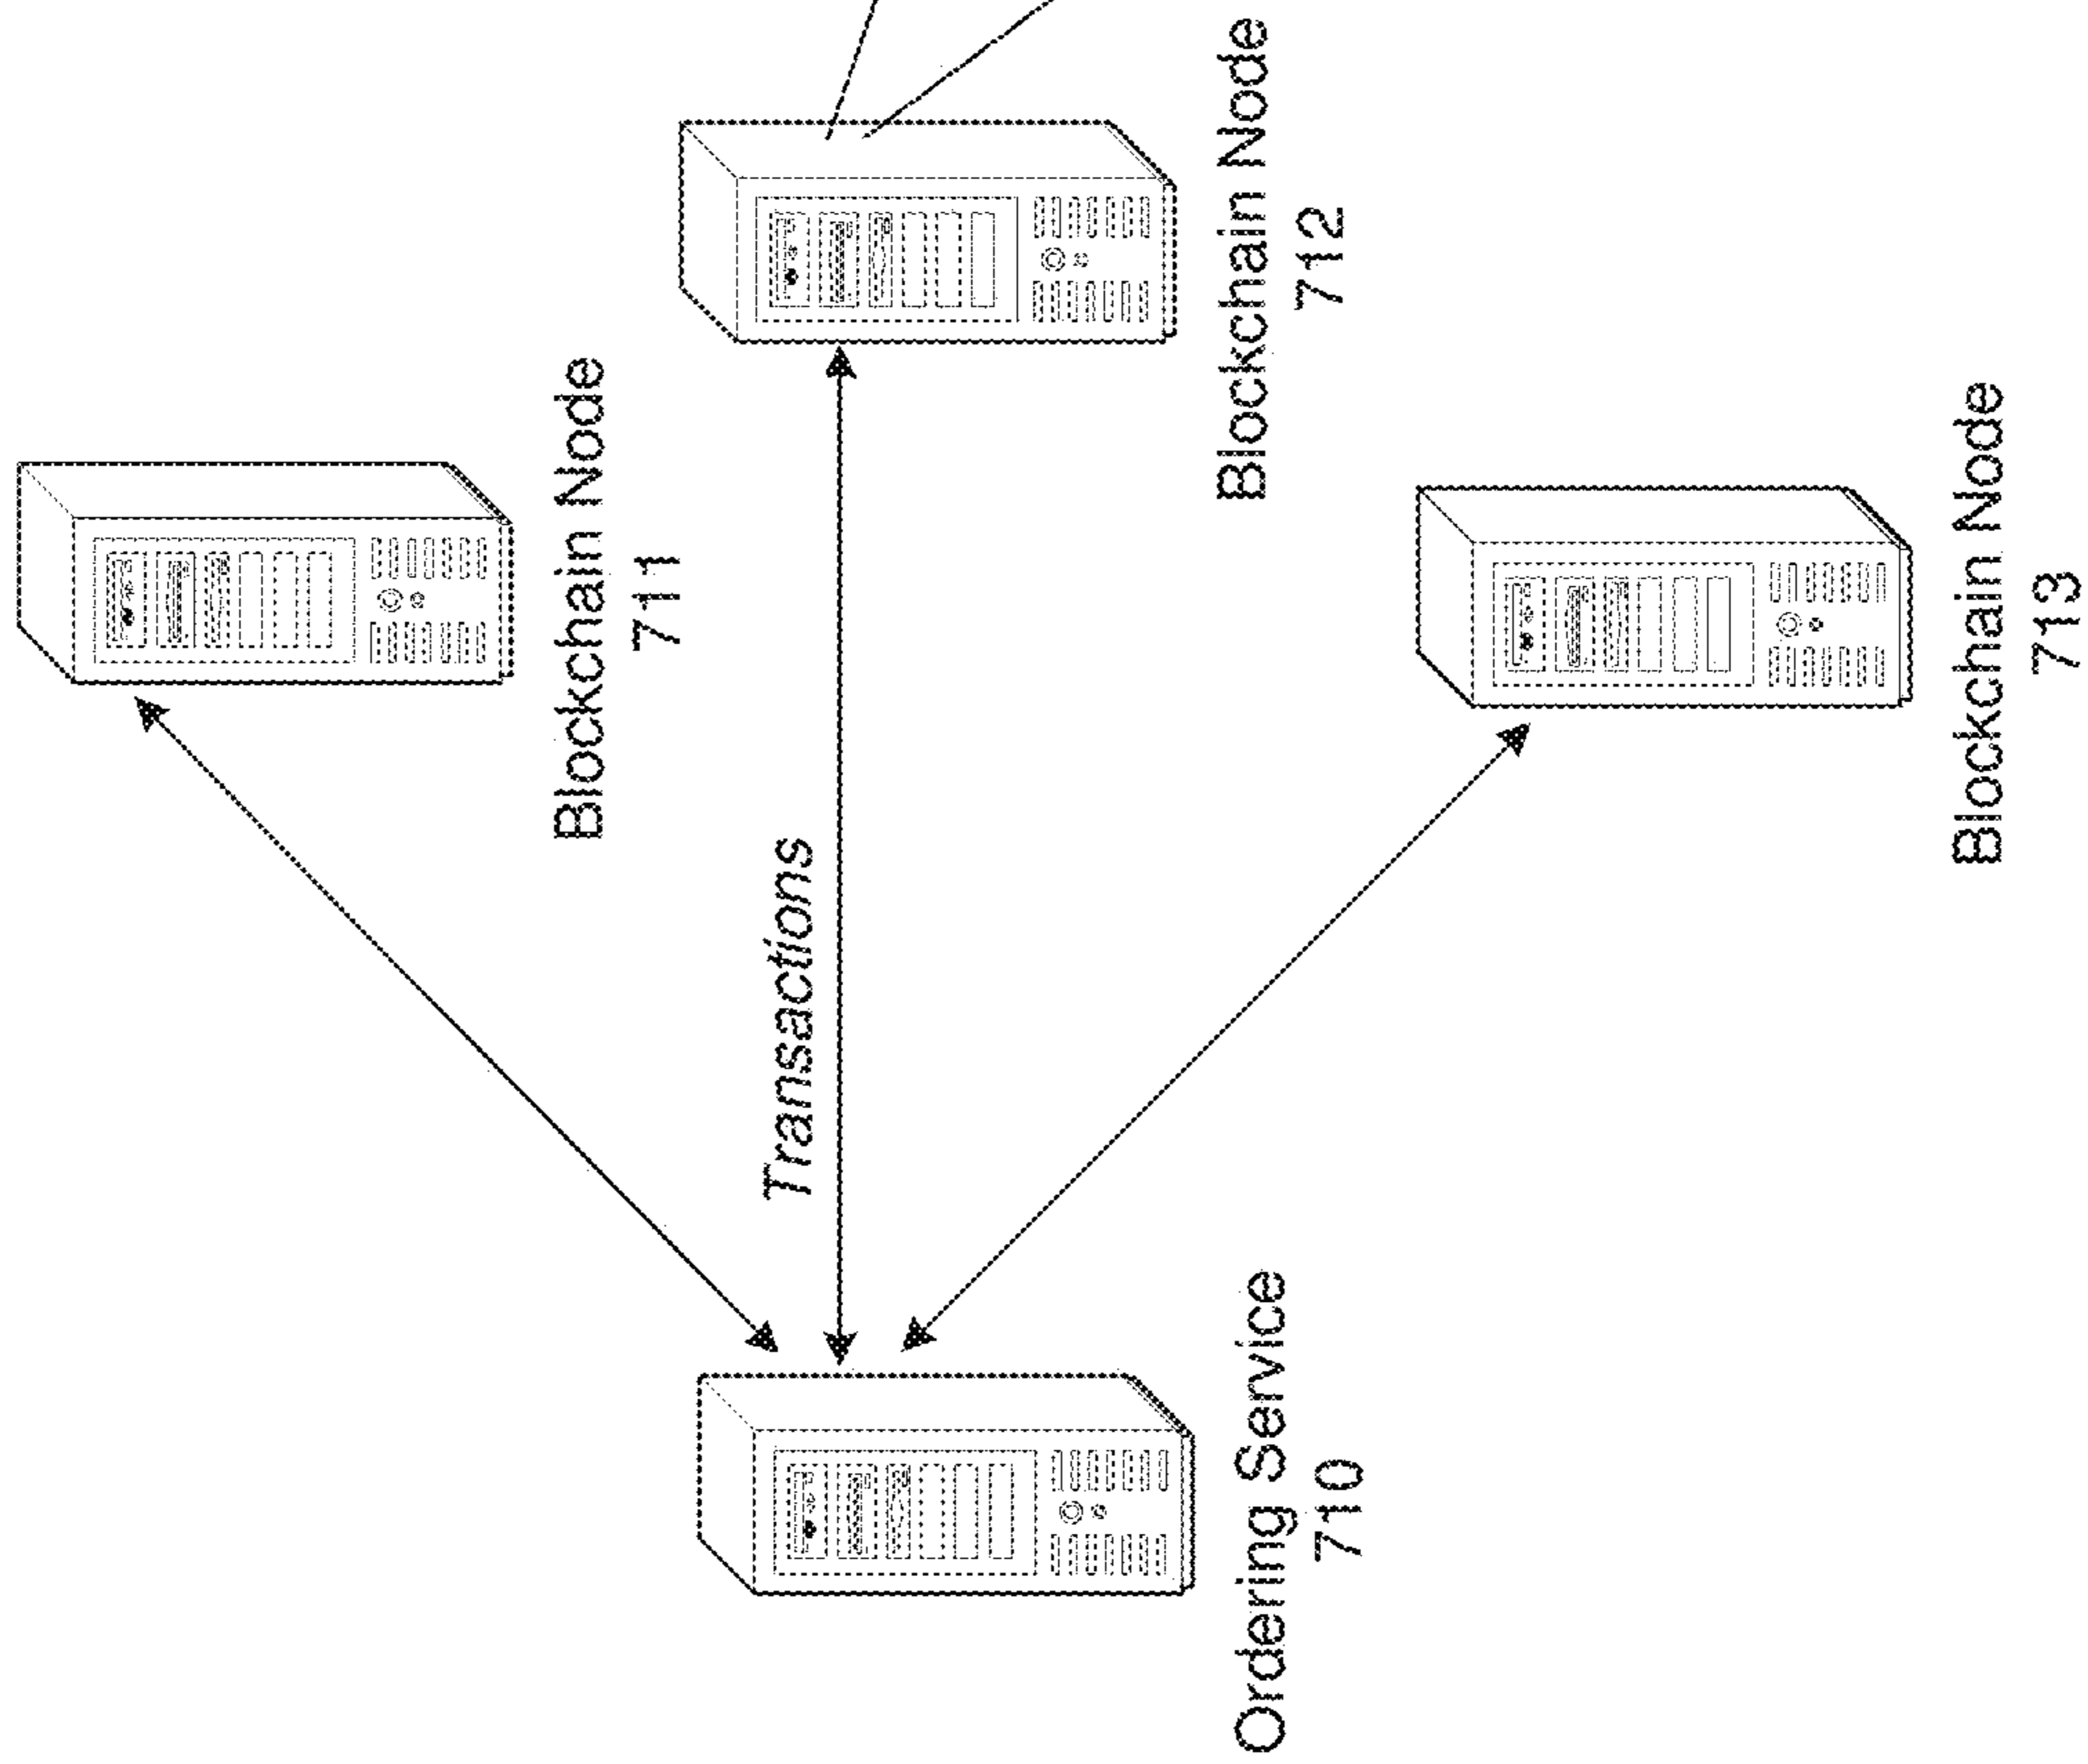 Blockchain Node
711
Transactions
Ordering Service
710
Blockchain Node
712
Blockchain Node
713